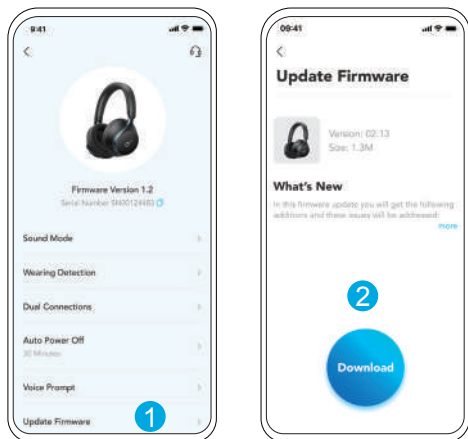 9:41
Firmware Version 1.2
Sound Mode
Wearing Detection
Dual Connections
Auto Power Off
30 Minutes
Voice Prompt
Update Firmware
1
09:41
Update Firmware
Version: 02.13
Size: 1.3M
What's New
In this firmware update you will get the following
additions and these issues will be addressed:
more
2
Download